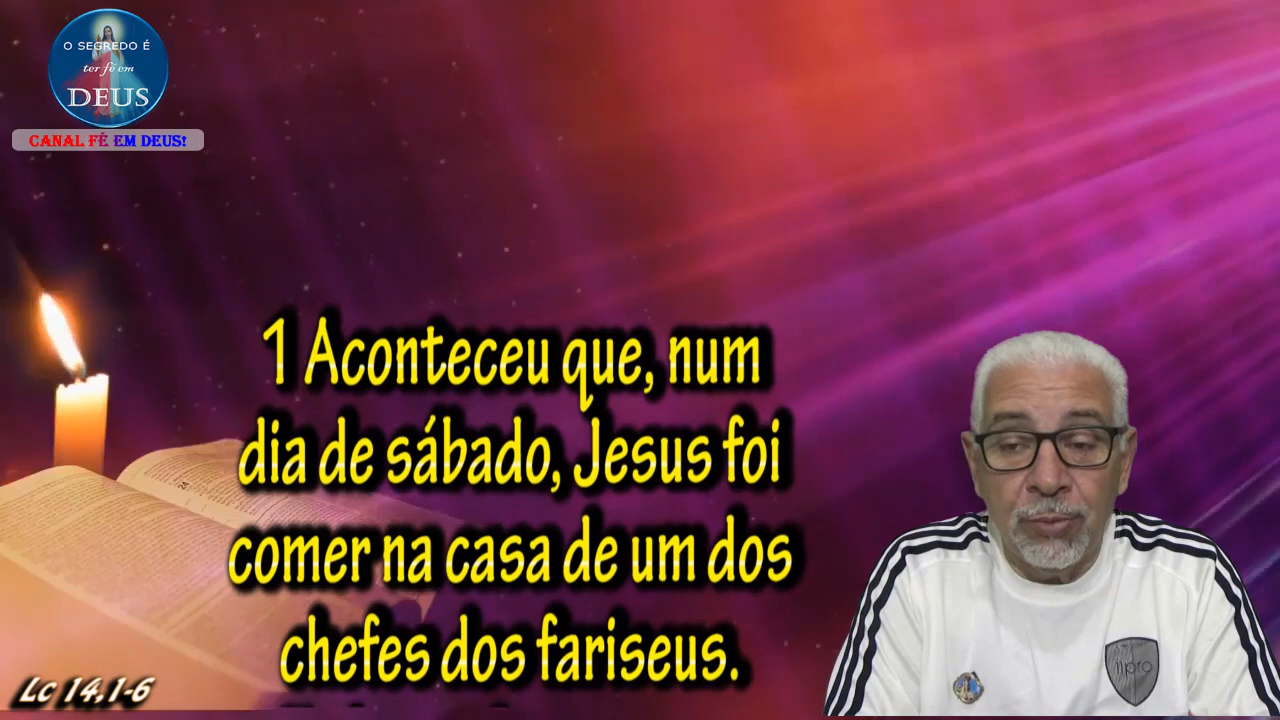 O SEGREDO É
ter fé em
DEUS
CANAL FÉ EM DEUS!
1 Aconteceu que, num
dia de sábado, Jesus foi
comer na casa de um dos
chefes dos fariseus.
Lc 14,1-6
24